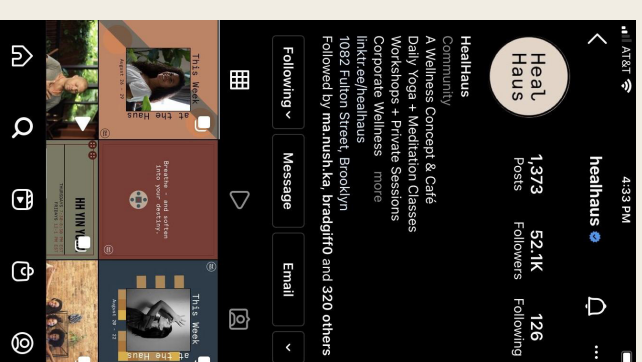 AT&T 4:33 PM
healhaus
Heal
Haus
1,373 52.1K 126
Posts Followers Following
HealHaus
Community
A Wellness Concept & Café
Daily Yoga + Meditation Classes
Workshops + Private Sessions
Corporate Wellness more
linktr.ee/healhaus
1082 Fulton Street, Brooklyn
Followed by ma.nush.ka, bradgiff0 and 320 others
Following Message Email
This Week
at the Haus
Breathe - and soften
into your destiny.
This Week
at the Haus
HH YIN